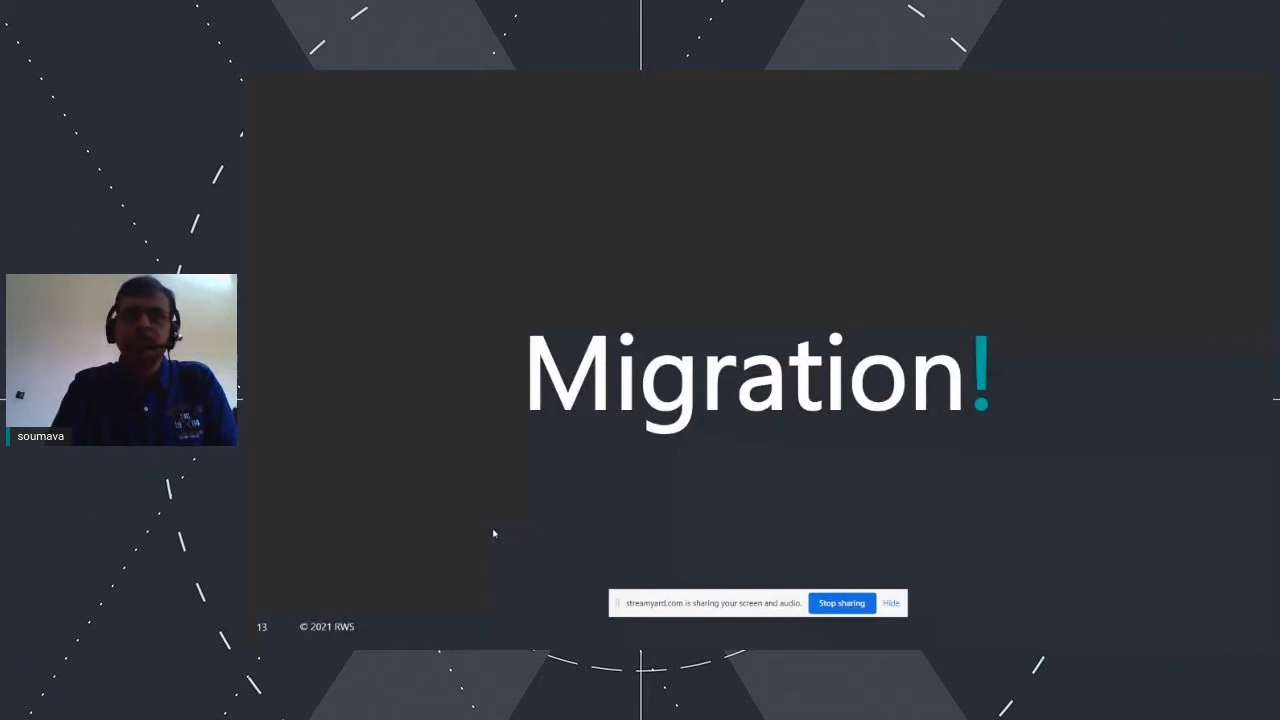 Migration!
soumava
streamyard.com is sharing your screen and audio. Stop sharing Hide
13 © 2021 RWS